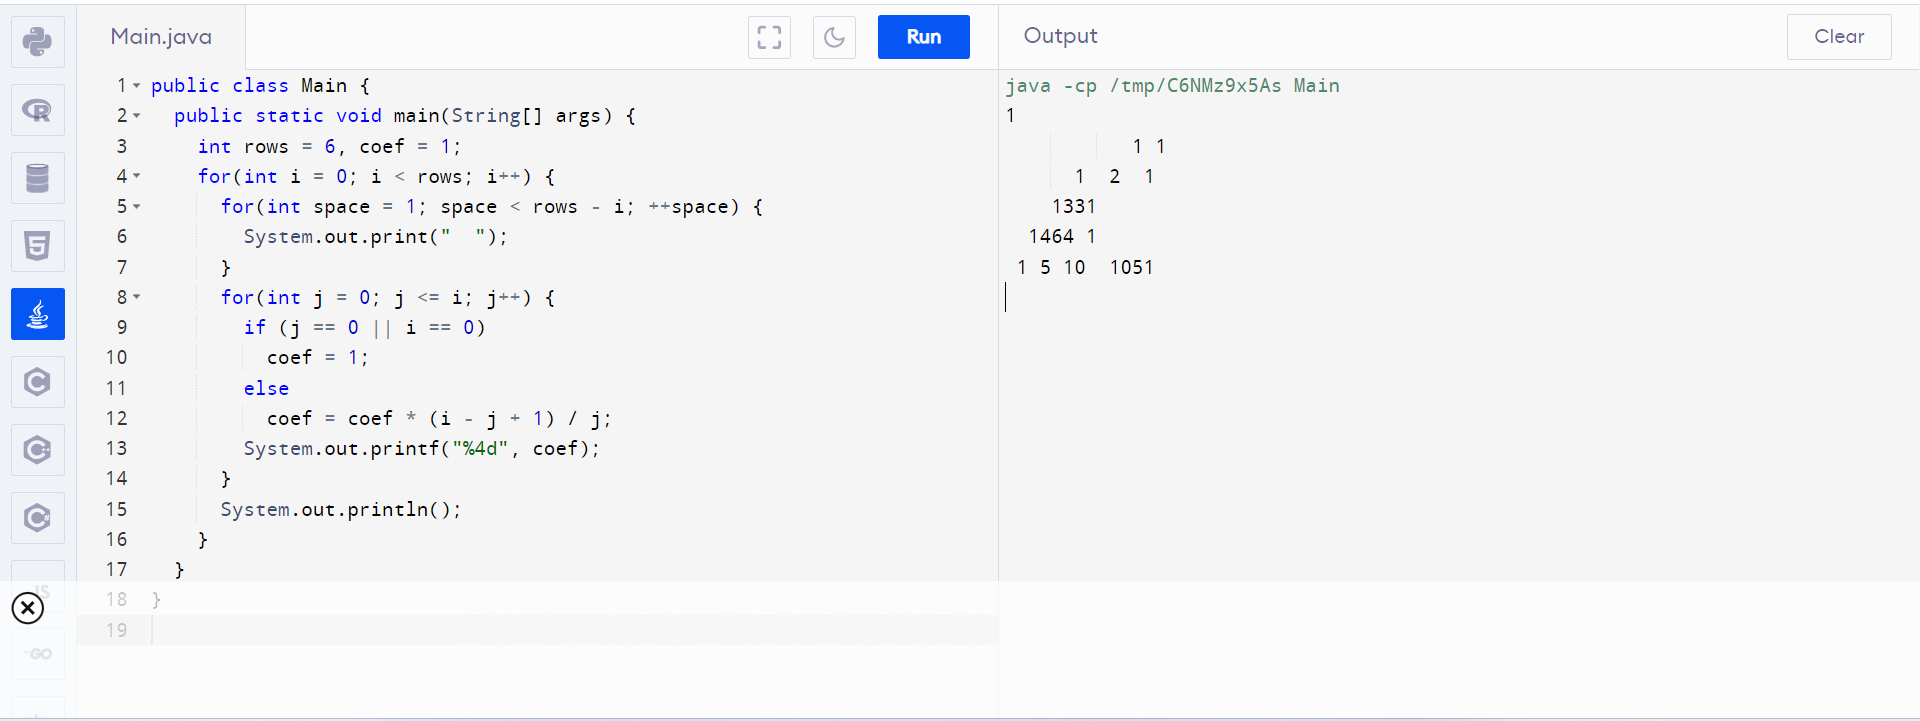 Main.java
Run
Output
Clear
1 public class Main {
2 public static void main(String[] args) {
3 int rows = 6, coef = 1;
4 for(int i = 0; i < rows; i++) {
5 for(int space = 1; space < rows - i; ++space) {
6 System.out.print("  ");
7 }
8 for(int j = 0; j <= i; j++) {
9 if (j == 0 || i == 0)
10 coef = 1;
11 else
12 coef = coef * (i - j + 1) / j;
13 System.out.printf("%4d", coef);
14 }
15 System.out.println();
16 }
17 }
18 }
19
java -cp /tmp/C6NMz9x5As Main
1
1 1
1  2  1
1331
1464 1
1 5 10  1051
R
5
C
C++
C#
JS
GO